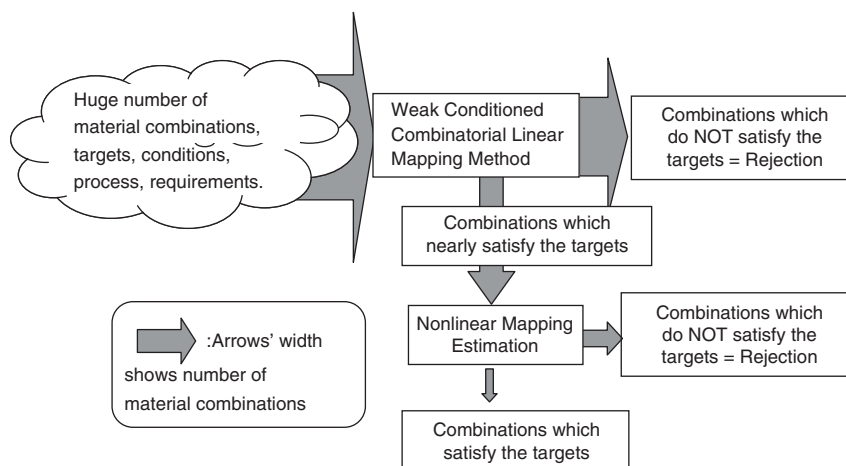 Huge number of
material combinations,
targets, conditions,
process, requirements.
Weak Conditioned
Combinatorial Linear
Mapping Method
Combinations which
do NOT satisfy the
targets = Rejection
Combinations which
nearly satisfy the targets
Nonlinear Mapping
Estimation
Combinations which
do NOT satisfy the
targets = Rejection
:Arrows' width
shows number of
material combinations
Combinations which
satisfy the targets